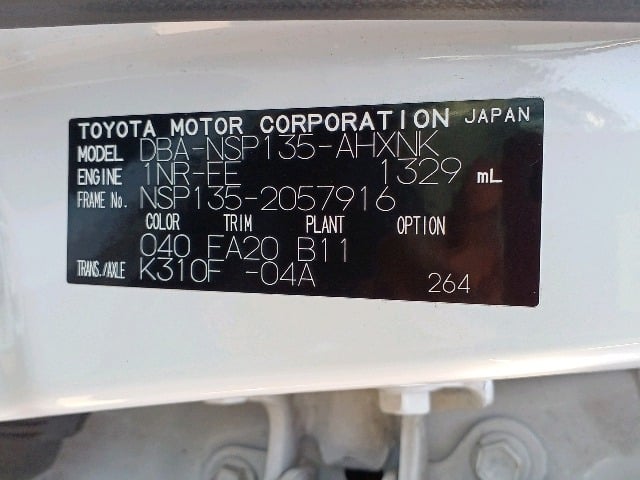 TOYOTA MOTOR CORPORATION JAPAN
MODEL DBA-NSP135-AHXNK
ENGINE 1NR-FE 1329 mL
FRAME No. NSP135-2057916
COLOR TRIM PLANT OPTION
040 FA20 B11
TRANS./AXLE K310F -04A 264